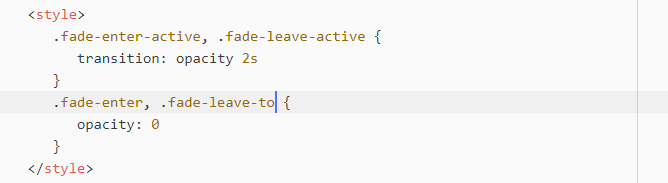 <style>
.fade-enter-active, .fade-leave-active {
transition: opacity 2s
}
.fade-enter, .fade-leave-to {
opacity: 0
}
</style>